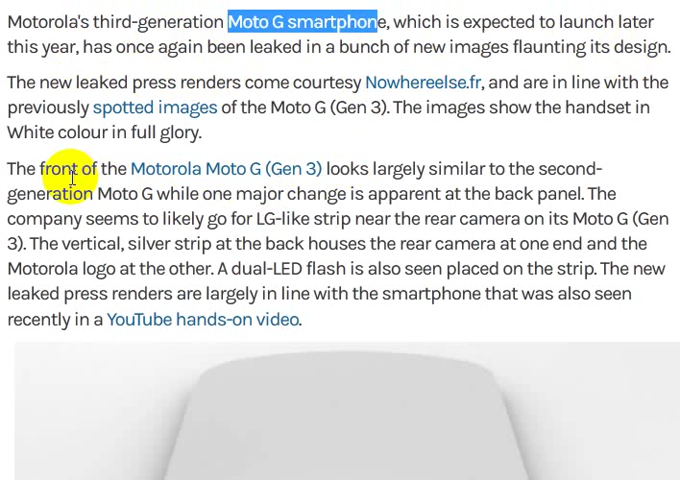 Motorola's third-generation Moto G smartphone, which is expected to launch later
this year, has once again been leaked in a bunch of new images flaunting its design.
The new leaked press renders come courtesy Nowhereelse.fr, and are in line with the
previously spotted images of the Moto G (Gen 3). The images show the handset in
White colour in full glory.
The front of the Motorola Moto G (Gen 3) looks largely similar to the second-
generation Moto G while one major change is apparent at the back panel. The
company seems to likely go for LG-like strip near the rear camera on its Moto G (Gen
3). The vertical, silver strip at the back houses the rear camera at one end and the
Motorola logo at the other. A dual-LED flash is also seen placed on the strip. The new
leaked press renders are largely in line with the smartphone that was also seen
recently in a YouTube hands-on video.